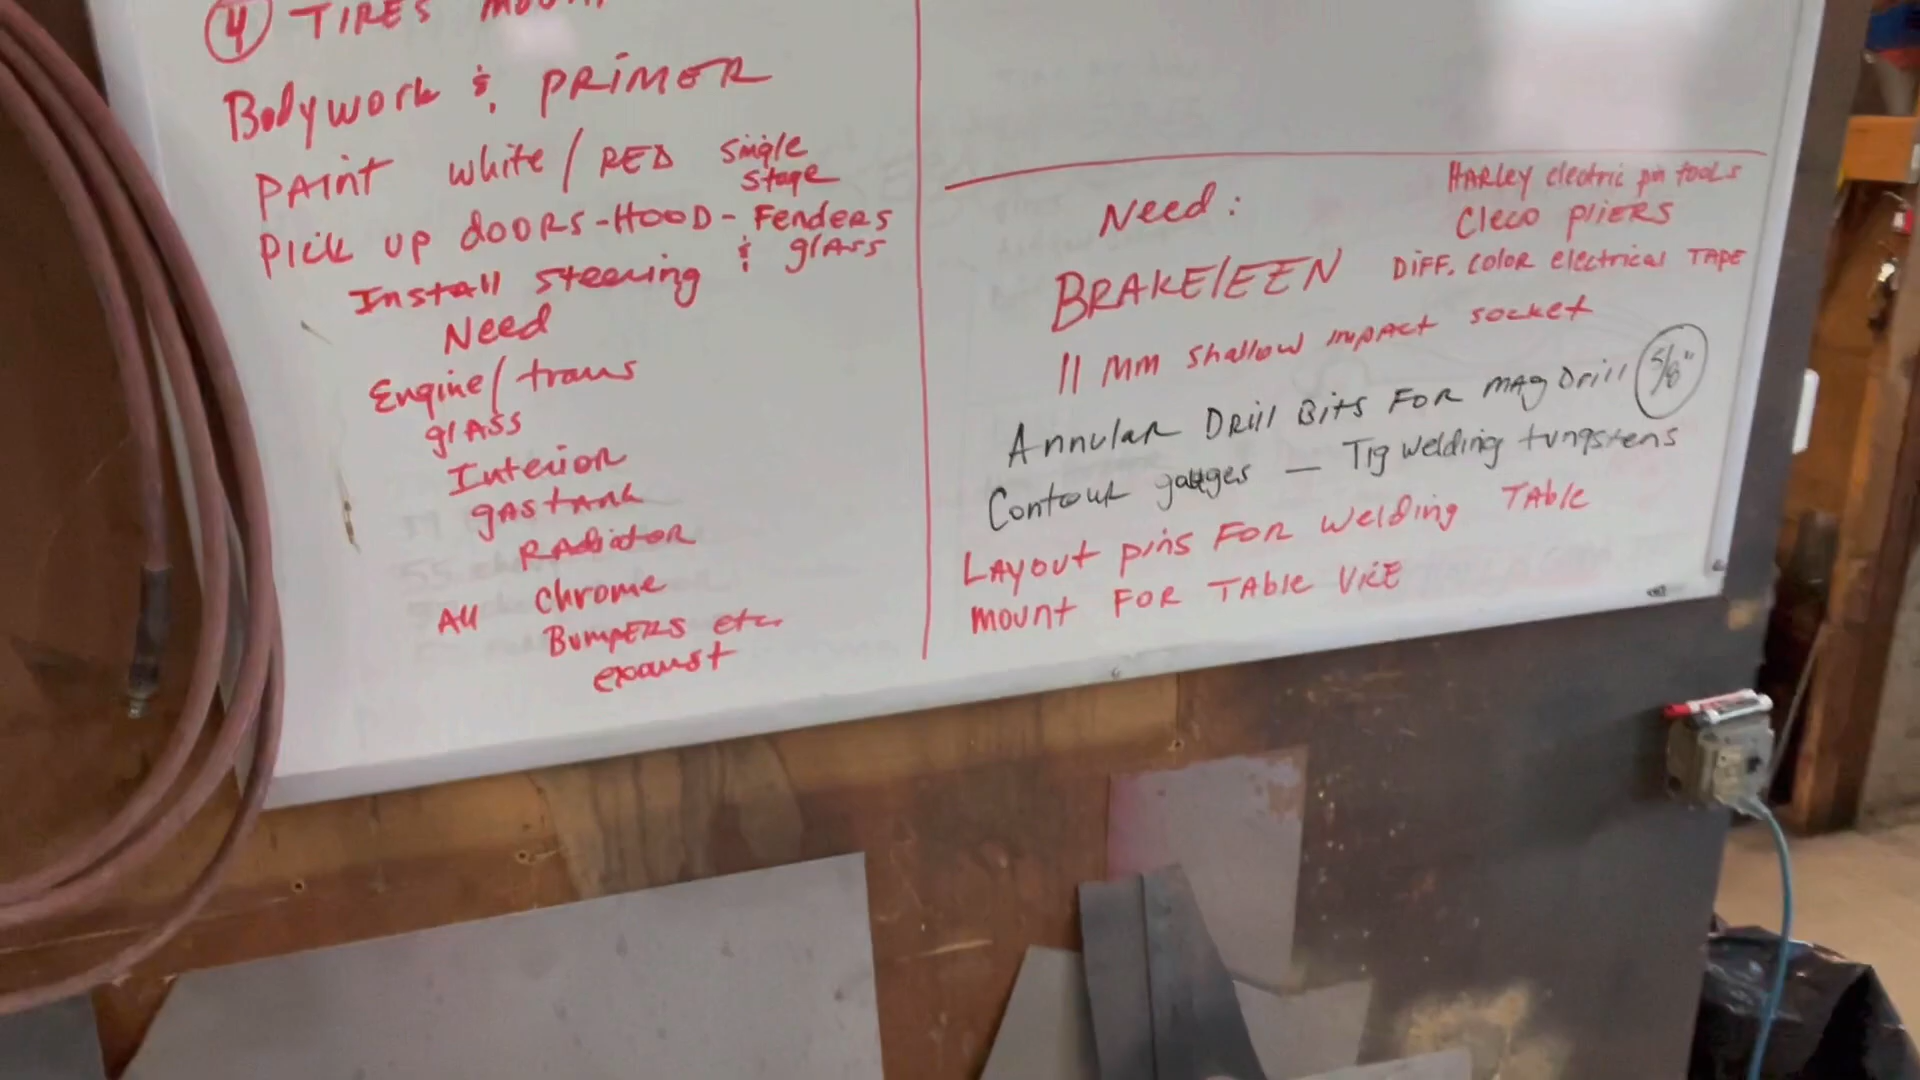 4 TIRES MOUNT
Bodywork & PRIMER
PAINT white / RED single stage
Pick up dOORS-HOOD-Fenders & glAss
Install steering
Need
Engine/trans
glAss
Interior
gAstank
RAdiator
All chrome
BumpERS etc.
exaust
Need:
HARLEY electric pin tools
Cleco pliERS
BRAKElEEN
DiFF. COLOR electrical TAPE
11 MM shallow impAct socket
Annular Drill Bits FOR MAg Drill 5/8"
Contour gauges — Tig welding tungstens
LAyout pins FOR welding TAble
mount FOR TABle VicE